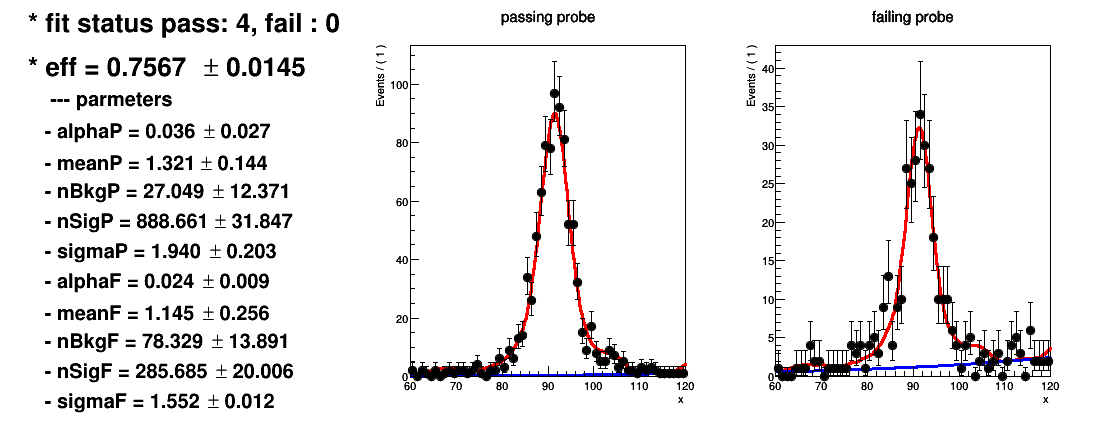 * fit status pass: 4, fail : 0
* eff = 0.7567 ± 0.0145
--- parmeters
- alphaP = 0.036 ± 0.027
- meanP = 1.321 ± 0.144
- nBkgP = 27.049 ± 12.371
- nSigP = 888.661 ± 31.847
- sigmaP = 1.940 ± 0.203
- alphaF = 0.024 ± 0.009
- meanF = 1.145 ± 0.256
- nBkgF = 78.329 ± 13.891
- nSigF = 285.685 ± 20.006
- sigmaF = 1.552 ± 0.012
passing probe
Events / ( 1 )
100
80
60
40
20
0
60 70 80 90 100 110 120
x
failing probe
Events / ( 1 )
40
35
30
25
20
15
10
5
0
60 70 80 90 100 110 120
x